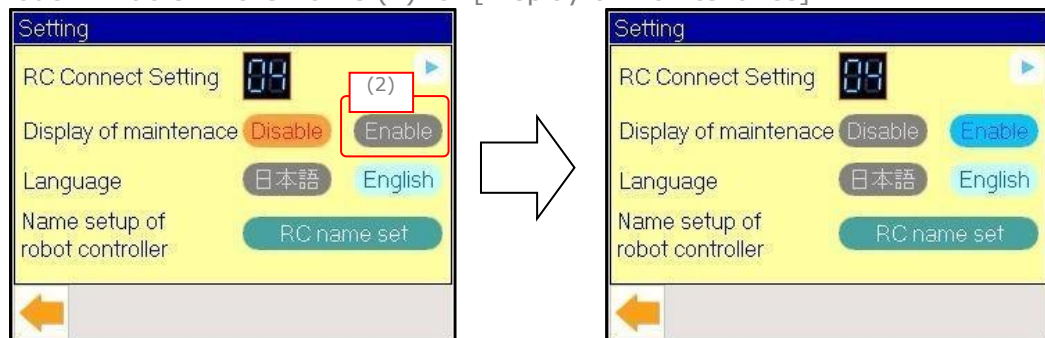 Setting
RC Connect Setting 04
(2)
Display of maintenace Disable Enable
Language 日本語 English
Name setup of
robot controller
RC name set
Setting
RC Connect Setting 04
Display of maintenace Disable Enable
Language 日本語 English
Name setup of
robot controller
RC name set